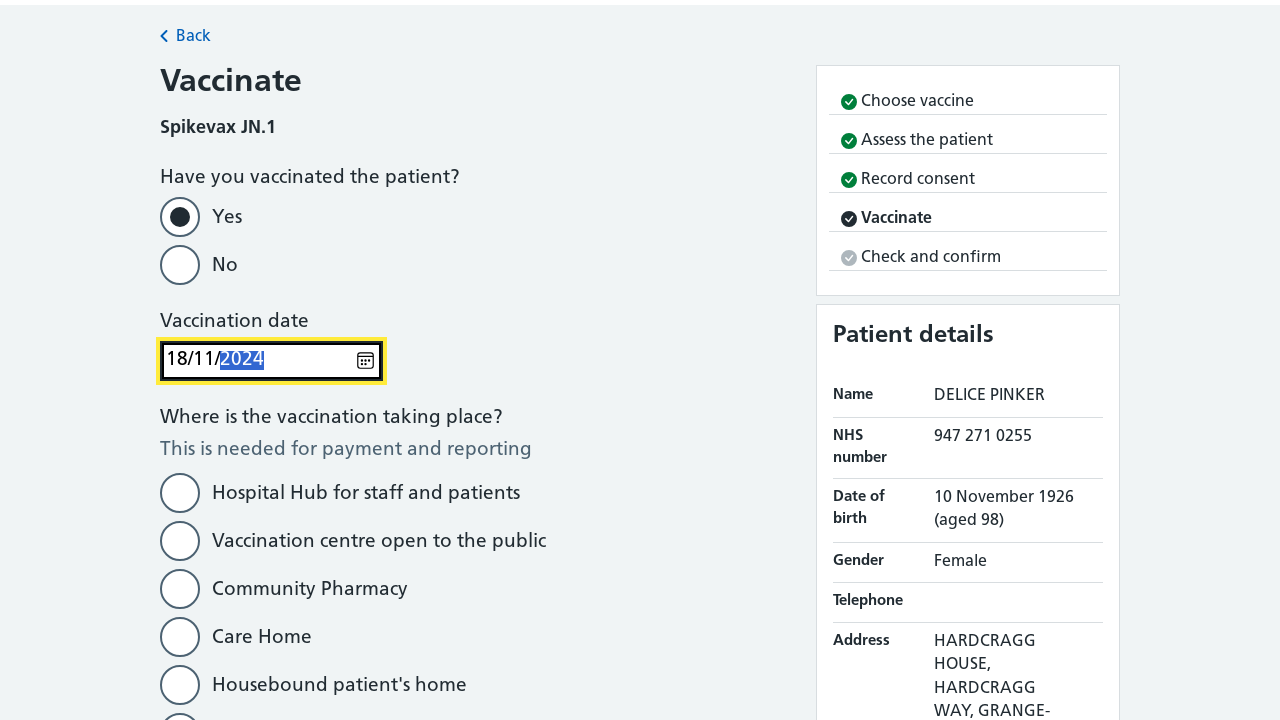 Back
Vaccinate
Spikevax JN.1
Have you vaccinated the patient?
Yes
No
Vaccination date
18/11/2024
Where is the vaccination taking place?
This is needed for payment and reporting
Hospital Hub for staff and patients
Vaccination centre open to the public
Community Pharmacy
Care Home
Housebound patient's home
Choose vaccine
Assess the patient
Record consent
Vaccinate
Check and confirm
Patient details
Name DELICE PINKER
NHS number 947 271 0255
Date of birth 10 November 1926 (aged 98)
Gender Female
Telephone
Address HARDCRAGG
HOUSE,
HARDCRAGG
WAY, GRANGE-